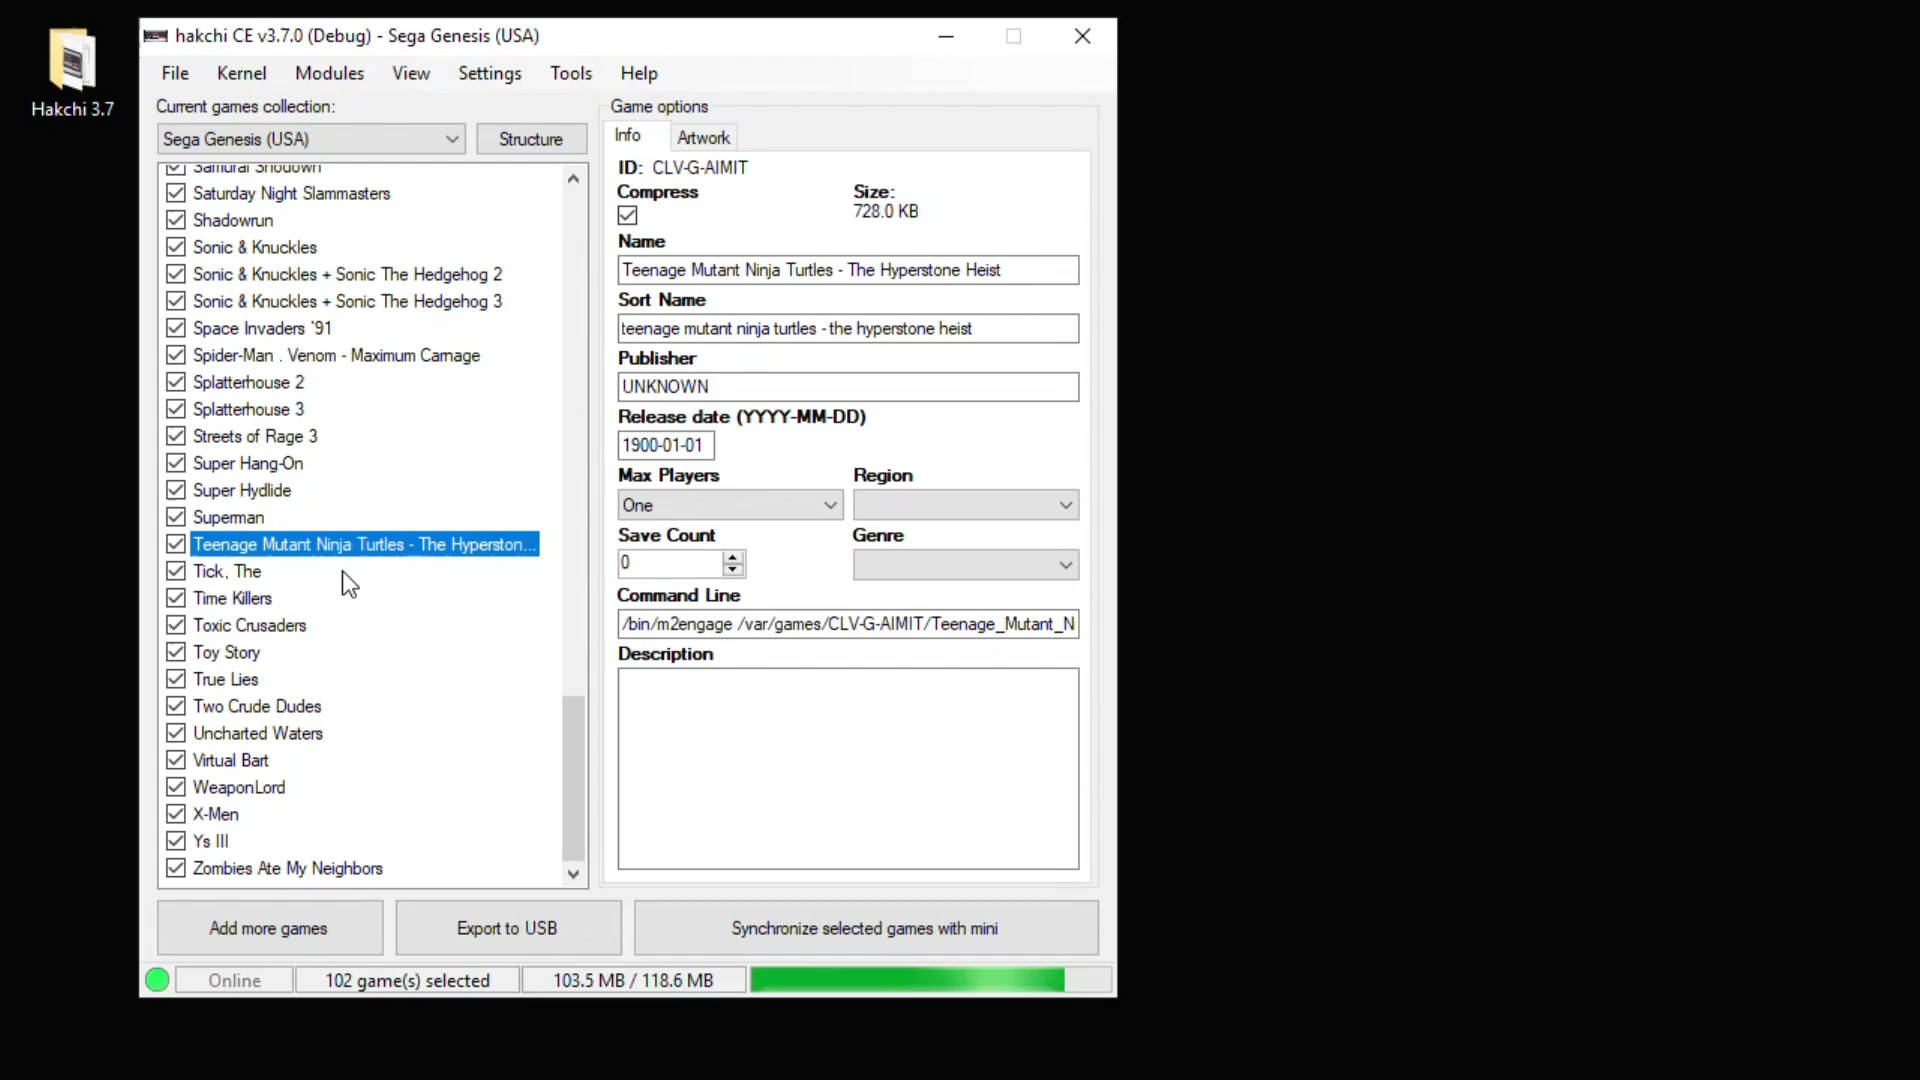 Hakchi 3.7
hakchi CE v3.7.0 (Debug) - Sega Genesis (USA)
File Kernel Modules View Settings Tools Help
Current games collection:
Sega Genesis (USA)
Structure
Samurai Shodown
Saturday Night Slammasters
Shadowrun
Sonic & Knuckles
Sonic & Knuckles + Sonic The Hedgehog 2
Sonic & Knuckles + Sonic The Hedgehog 3
Space Invaders `91
Spider-Man . Venom - Maximum Carnage
Splatterhouse 2
Splatterhouse 3
Streets of Rage 3
Super Hang-On
Super Hydlide
Superman
Teenage Mutant Ninja Turtles - The Hyperston...
Tick, The
Time Killers
Toxic Crusaders
Toy Story
True Lies
Two Crude Dudes
Uncharted Waters
Virtual Bart
WeaponLord
X-Men
Ys III
Zombies Ate My Neighbors
Game options
Info Artwork
ID: CLV-G-AIMIT
Compress Size:
728.0 KB
Name
Teenage Mutant Ninja Turtles - The Hyperstone Heist
Sort Name
teenage mutant ninja turtles - the hyperstone heist
Publisher
UNKNOWN
Release date (YYYY-MM-DD)
1900-01-01
Max Players Region
One
Save Count Genre
0
Command Line
/bin/m2engage /var/games/CLV-G-AIMIT/Teenage_Mutant_N
Description
Add more games Export to USB Synchronize selected games with mini
Online 102 game(s) selected 103.5 MB / 118.6 MB